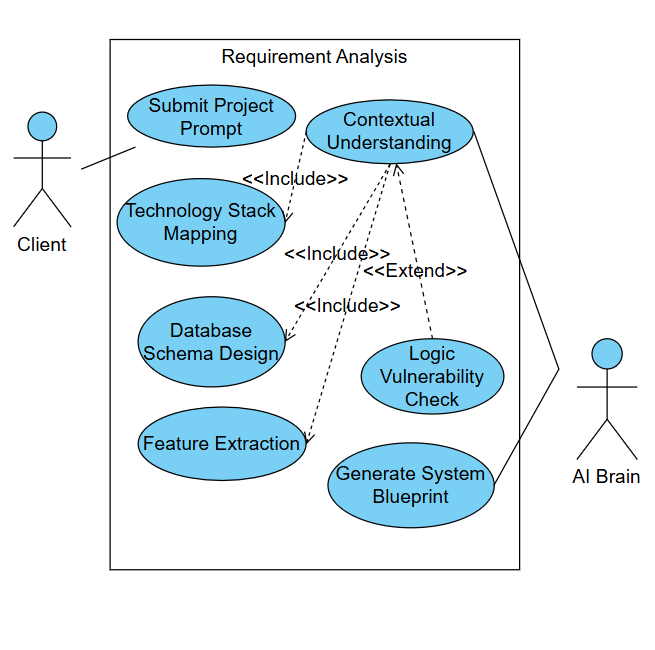 Requirement Analysis
Submit Project
Prompt
Contextual
Understanding
<<Include>>
Technology Stack
Mapping
Client
<<Include>>
<<Extend>>
<<Include>>
Database
Schema Design
Logic
Vulnerability
Check
Feature Extraction
Generate System
Blueprint
AI Brain